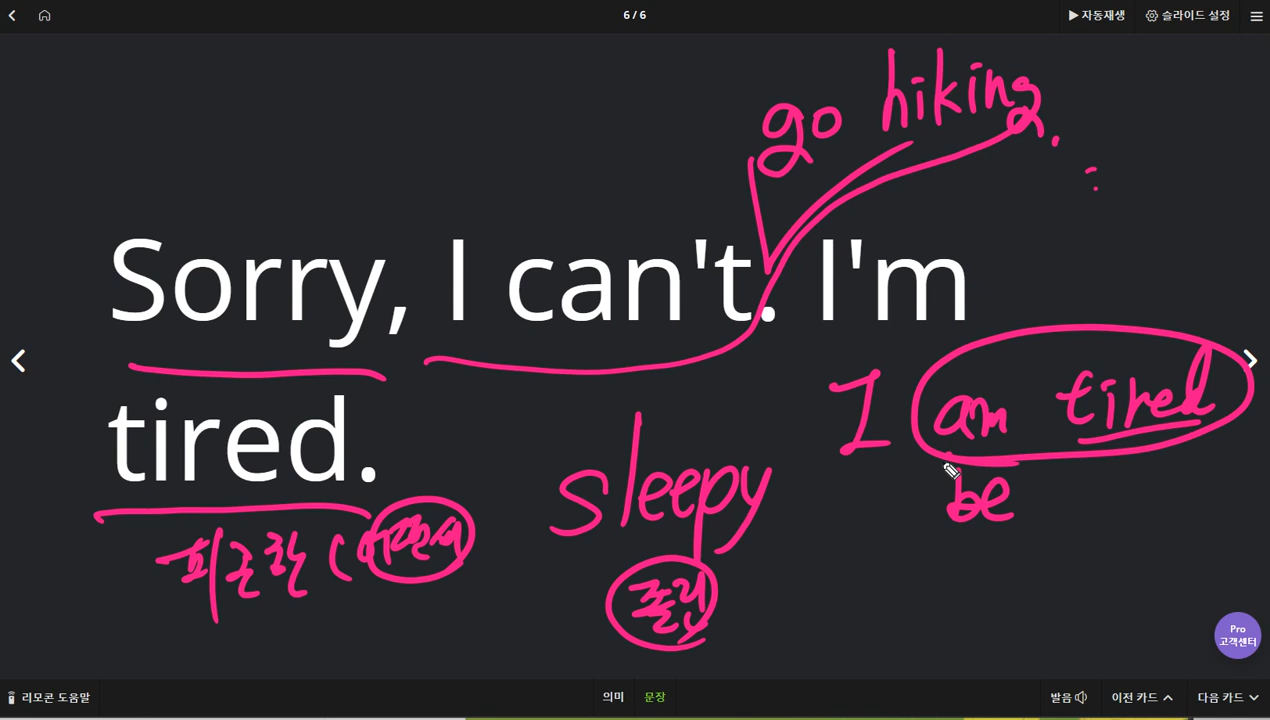 6 / 6
자동재생
슬라이드 설정
go hiking.
Sorry, I can't. I'm
tired.
I am tired
be
sleepy
피곤한 (
졸린
Pro
고객센터
리모콘 도움말
의미
문장
발음
이전 카드
다음 카드